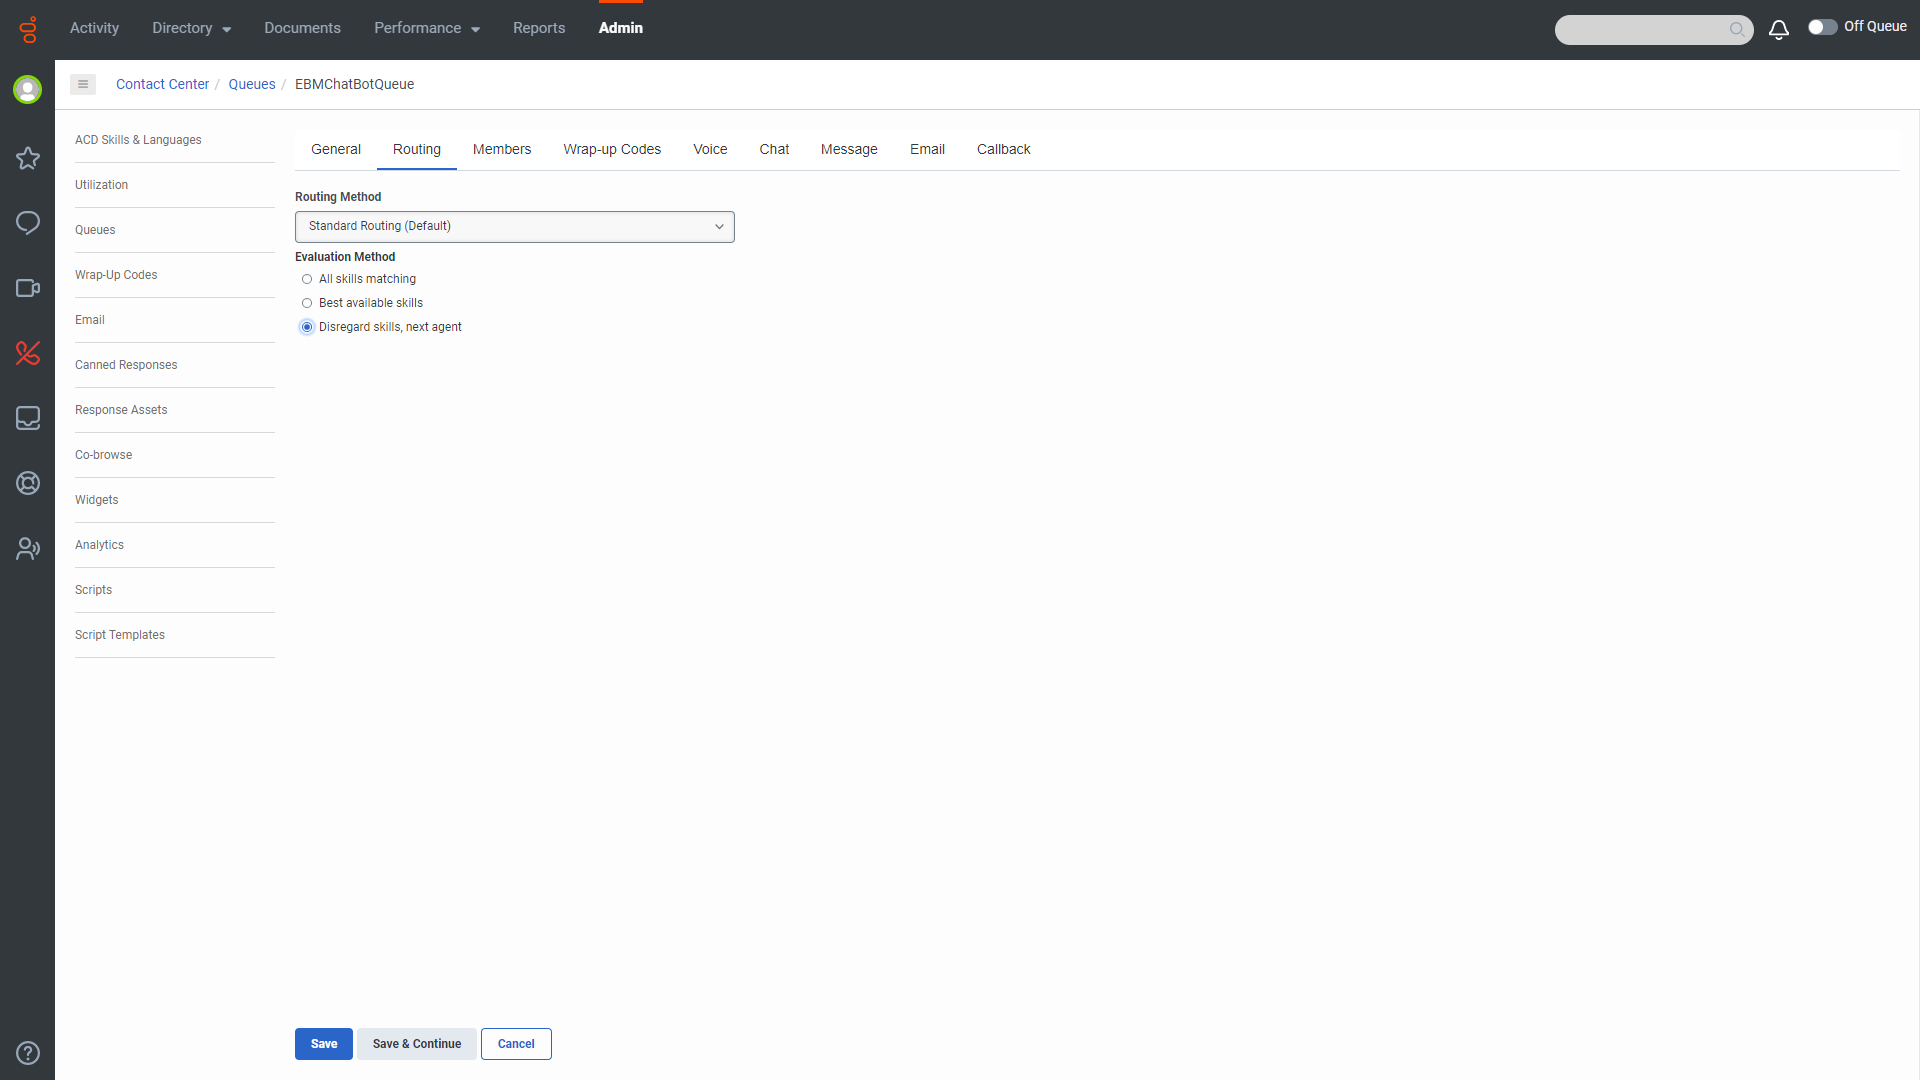 Activity Directory Documents Performance Reports Admin Off Queue
Contact Center / Queues / EBMChatBotQueue
ACD Skills & Languages
Utilization
Queues
Wrap-Up Codes
Email
Canned Responses
Response Assets
Co-browse
Widgets
Analytics
Scripts
Script Templates
General Routing Members Wrap-up Codes Voice Chat Message Email Callback
Routing Method
Standard Routing (Default)
Evaluation Method
All skills matching
Best available skills
Disregard skills, next agent
Save Save & Continue Cancel